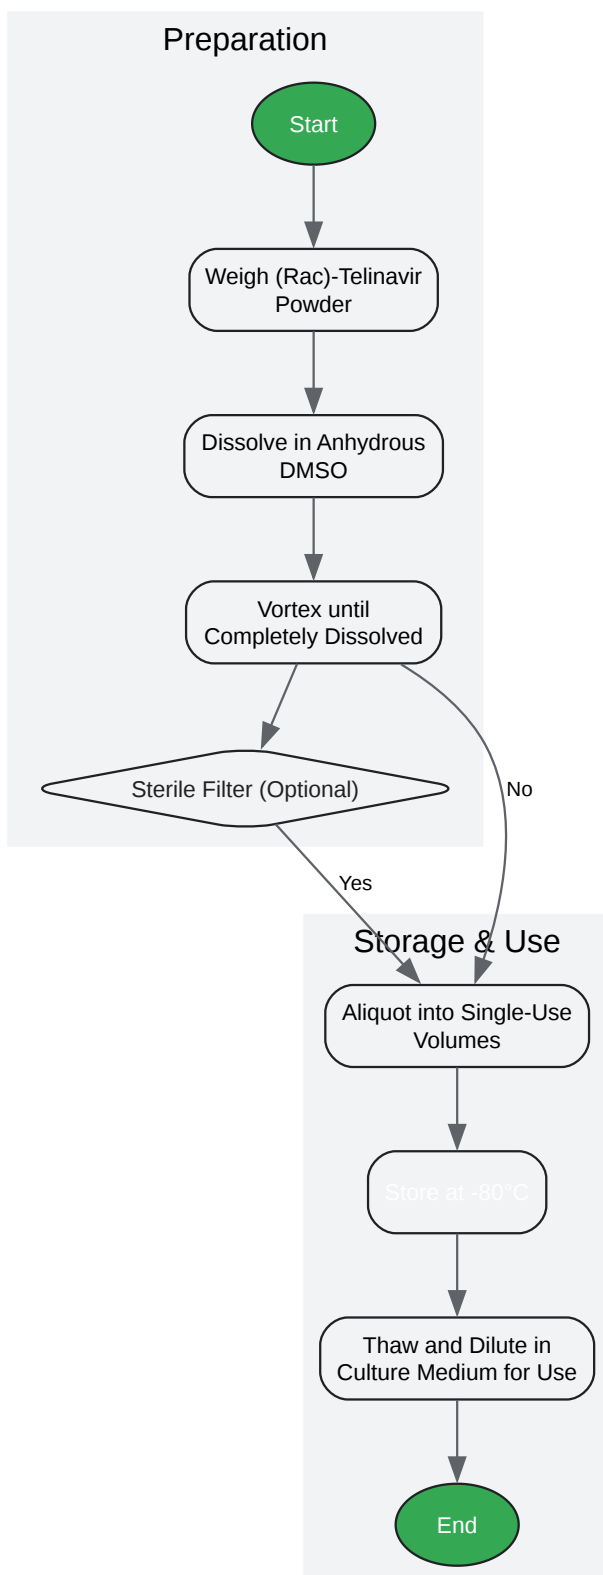 Preparation
Start
Weigh (Rac)-Telinavir
Powder
Dissolve in Anhydrous
DMSO
Vortex until
Completely Dissolved
Sterile Filter (Optional)
No
Yes
Storage & Use
Aliquot into Single-Use
Volumes
Store at -80°C
Thaw and Dilute in
Culture Medium for Use
End